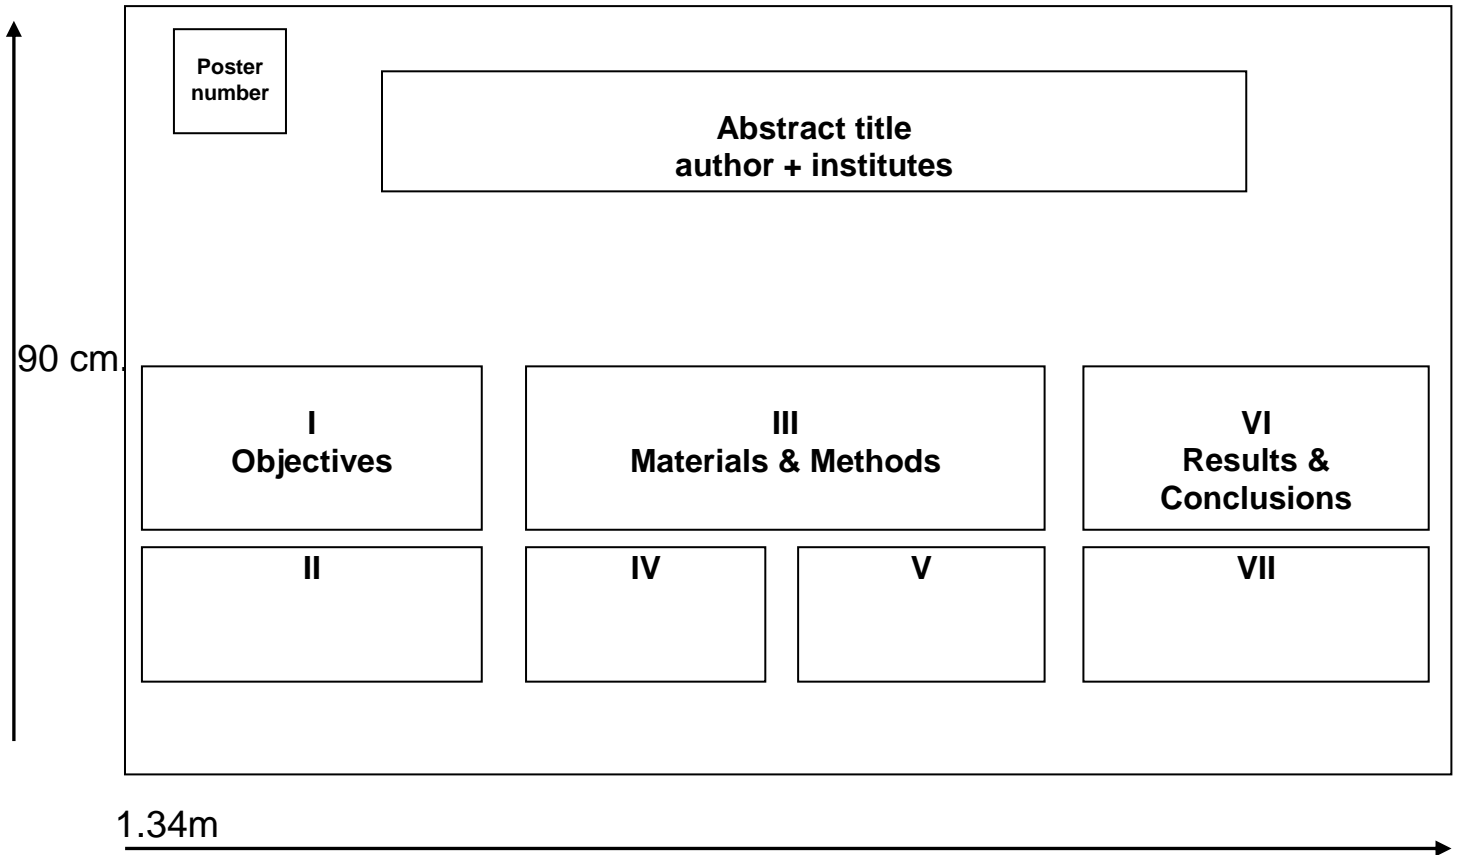 Poster
number
Abstract title
author + institutes
90 cm.
I
Objectives
III
Materials & Methods
VI
Results &
Conclusions
II
IV
V
VII
1.34m